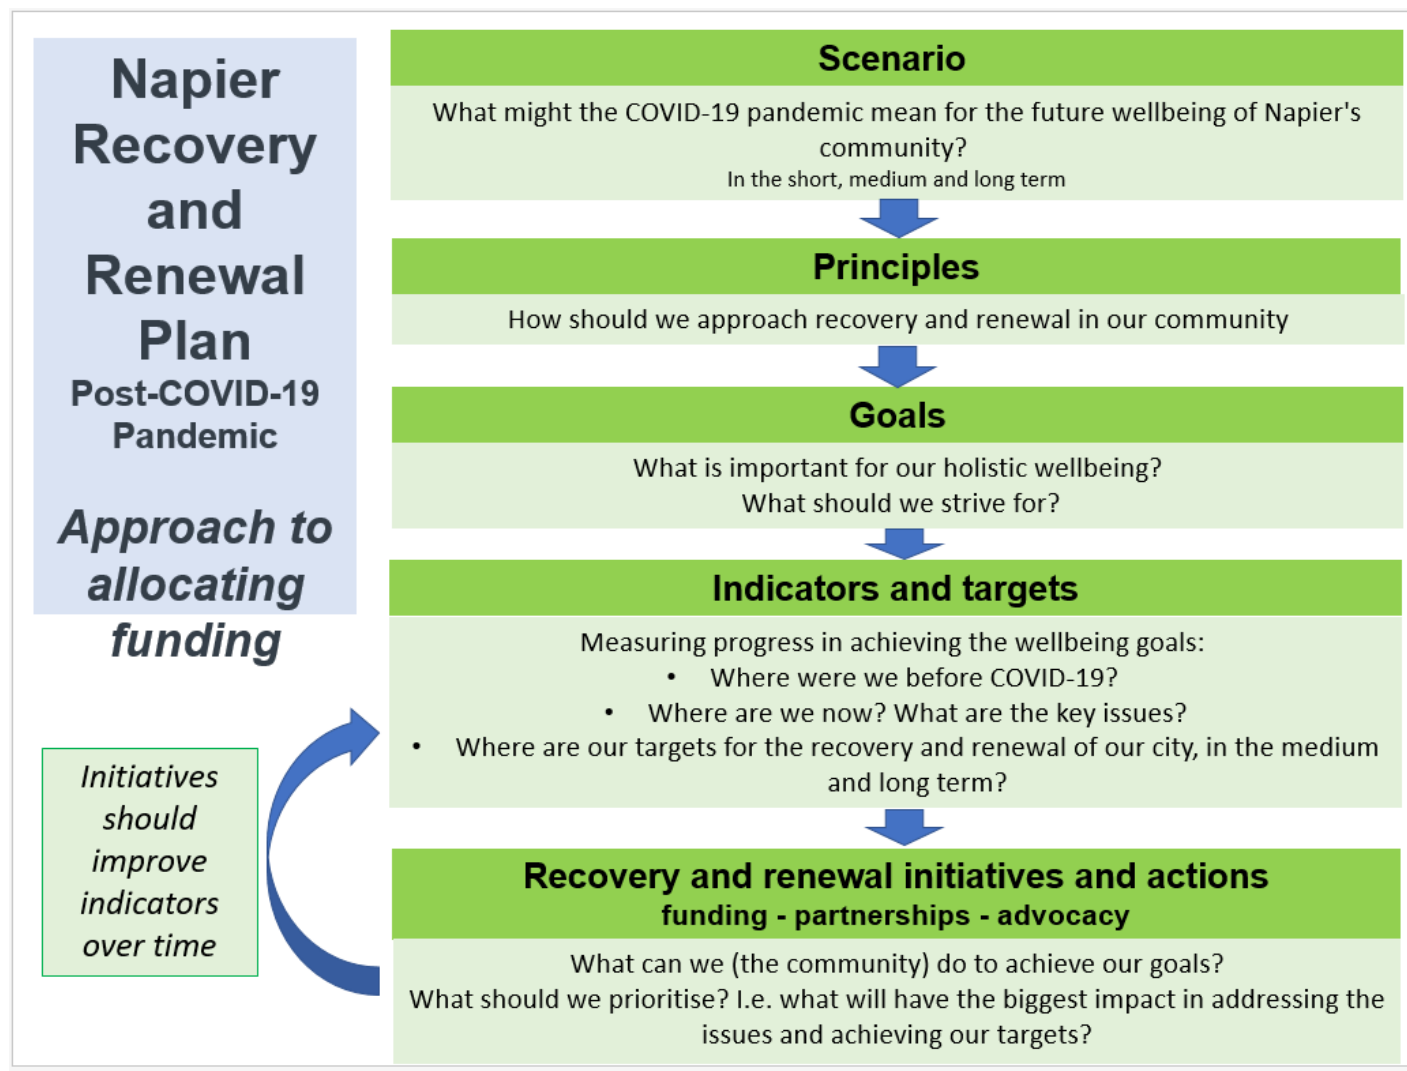 Napier
Recovery
and
Renewal
Plan
Post-COVID-19
Pandemic
Approach to
allocating
funding
Scenario
What might the COVID-19 pandemic mean for the future wellbeing of Napier's
community?
In the short, medium and long term
Principles
How should we approach recovery and renewal in our community
Goals
What is important for our holistic wellbeing?
What should we strive for?
Indicators and targets
Measuring progress in achieving the wellbeing goals:
• Where were we before COVID-19?
• Where are we now? What are the key issues?
• Where are our targets for the recovery and renewal of our city, in the medium
and long term?
Initiatives
should
improve
indicators
over time
Recovery and renewal initiatives and actions
funding - partnerships - advocacy
What can we (the community) do to achieve our goals?
What should we prioritise? I.e. what will have the biggest impact in addressing the
issues and achieving our targets?